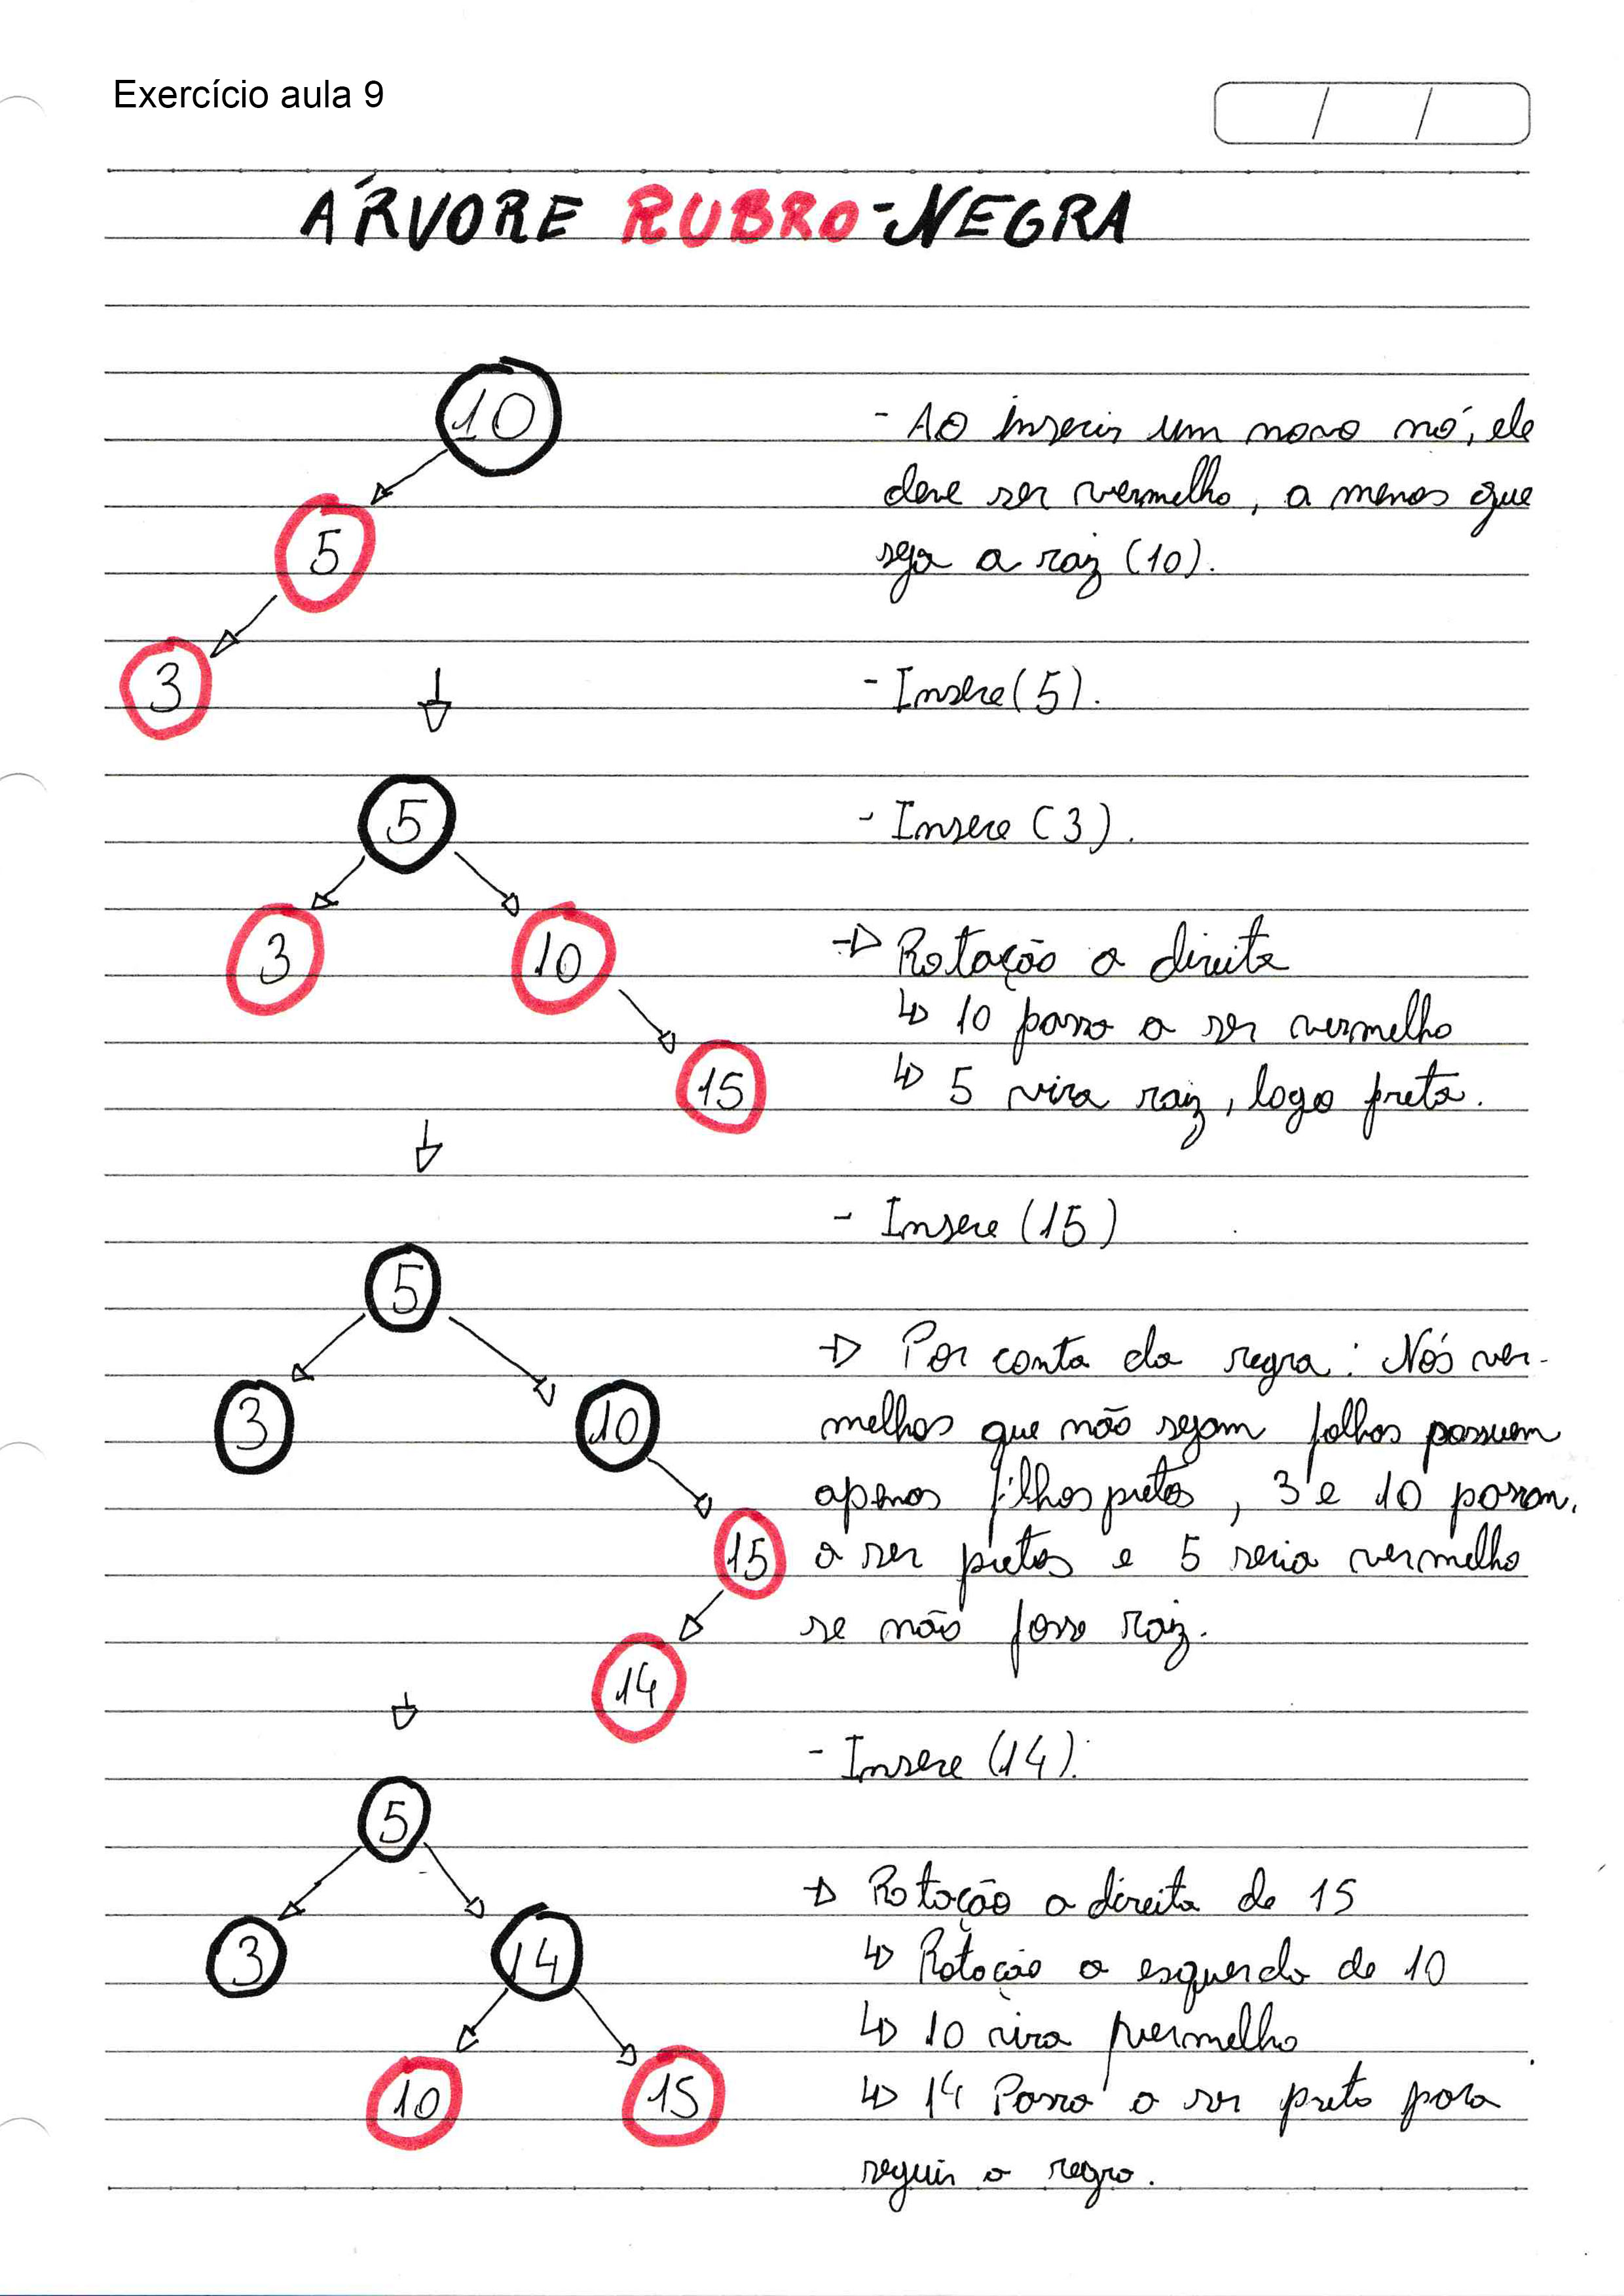 Exercício aula 9
/ /
ÁRVORE RUBRO-NEGRA
10
- Ao inserir um novo nó, ele
deve ser vermelho, a menos que
5
seja a raiz (10).
3
- Insere(5).
5
- Insere (3).
3 10
→ Rotação a direita
↳ 10 passa a ser vermelho
15
↳ 5 vira raiz, logo preta.
- Insere (15)
5
→ Por conta da regra: Nós ver-
3 10
melhos que não sejam folhas possuem
apenas filhos pretos, 3 e 10 passam.
15
a ser pretos e 5 seria vermelho
se não fosse raiz.
14
- Insere (14).
5
→ Rotação a direita de 15
3 14
↳ Rotação a esquerda de 10
↳ 10 vira vermelho
10 15
↳ 14 Passa a ser preto para
seguir a regra.